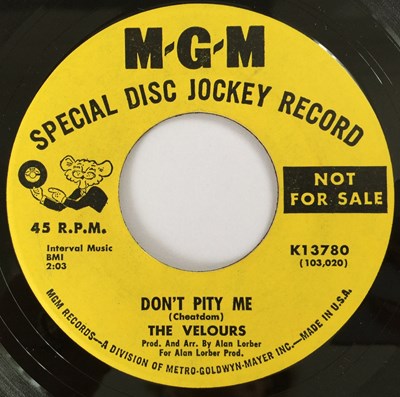 M-G-M
SPECIAL DISC JOCKEY RECORD
NOT
FOR SALE
45 R.P.M.
Interval Music
BMI
2:03
K13780
(103,020)
DON'T PITY ME
(Cheatdom)
THE VELOURS
Prod. And Arr. By Alan Lorber
For Alan Lorber Prod.
MGM RECORDS—A DIVISION OF METRO-GOLDWYN-MAYER INC.—MADE IN U.S.A.